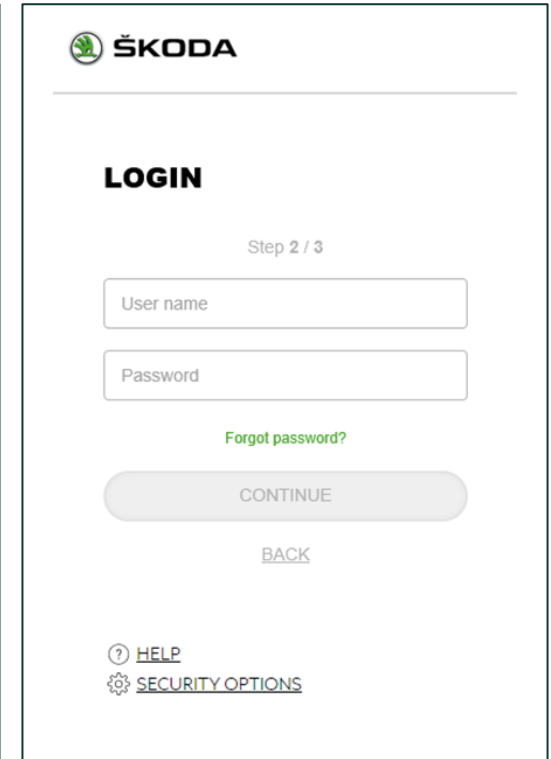 ŠKODA
LOGIN
Step 2 / 3
User name
Password
Forgot password?
CONTINUE
BACK
? HELP
SECURITY OPTIONS